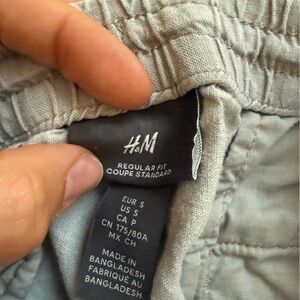 H&M
REGULAR FIT
COUPE STANDARD
EUR S
US S
CA P
CN 175/80A
MX CH
MADE IN
BANGLADESH
FABRIQUÉ AU
BANGLADESH